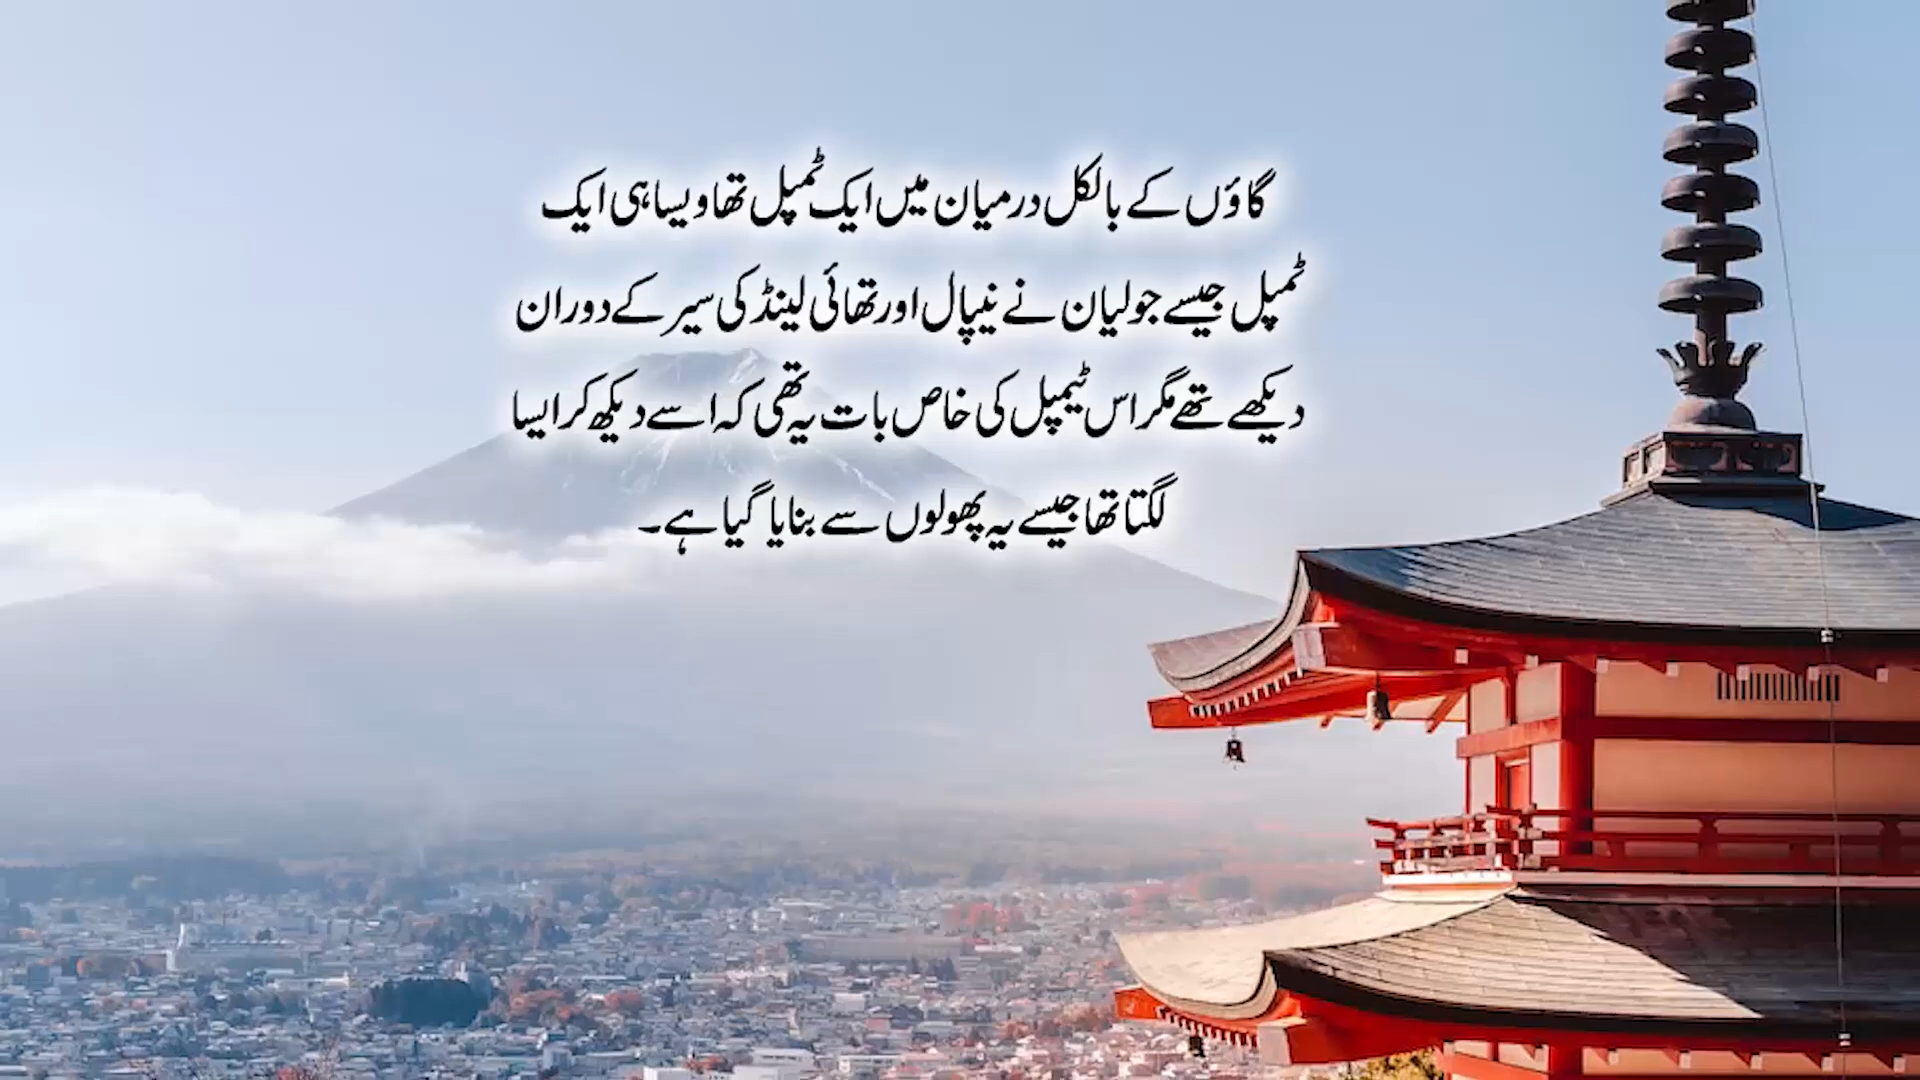 گاؤں کے بالکل درمیان میں ایک ٹمپل تھا ویسا ہی ایک
ٹمپل جیسے جولیان نے نیپال اور تھائی لینڈ کی سیر کے دوران
دیکھے تھے مگر اس ٹیمپل کی خاص بات یہ تھی کہ اسے دیکھ کر ایسا
لگتا تھا جیسے یہ پھولوں سے بنایا گیا ہے۔